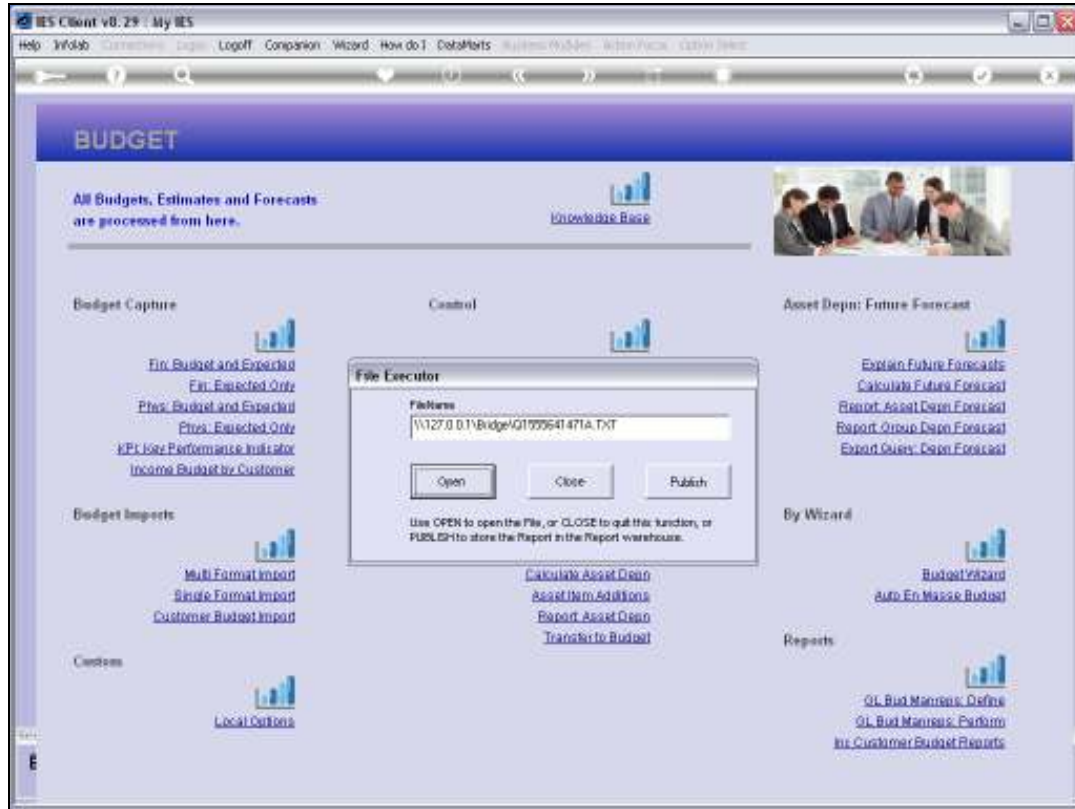 IES Client v8.29 : My IES
Help Infolab Logoff Companion Wizard How do I DataMarts
BUDGET
All Budgets, Estimates and Forecasts
are processed from here.
Knowledge Base
Budget Capture
Fin: Budget and Expected
Fin: Expected Only
Phys: Budget and Expected
Phys: Expected Only
KPI: Key Performance Indicator
Income Budget by Customer
Control
Asset Depn: Future Forecast
Explain Future Forecasts
Calculate Future Forecast
Report: Asset Depn Forecast
Report: Group Depn Forecast
Export Query: Depn Forecast
File Executor
FileName
\\127.0.0.1\Bridge\Q1555641471A.TXT
Open Close Publish
Use OPEN to open the File, or CLOSE to quit this function, or
PUBLISH to store the Report in the Report warehouse.
Budget Imports
Multi Format Import
Single Format Import
Customer Budget Import
Calculate Asset Depn
Asset Item Additions
Report Asset Depn
Transfer to Budget
By Wizard
Budget Wizard
Auto En Masse Budget
Custom
Local Options
Reports
GL Bud Manreps: Define
GL Bud Manreps: Perform
Inc Customer Budget Reports